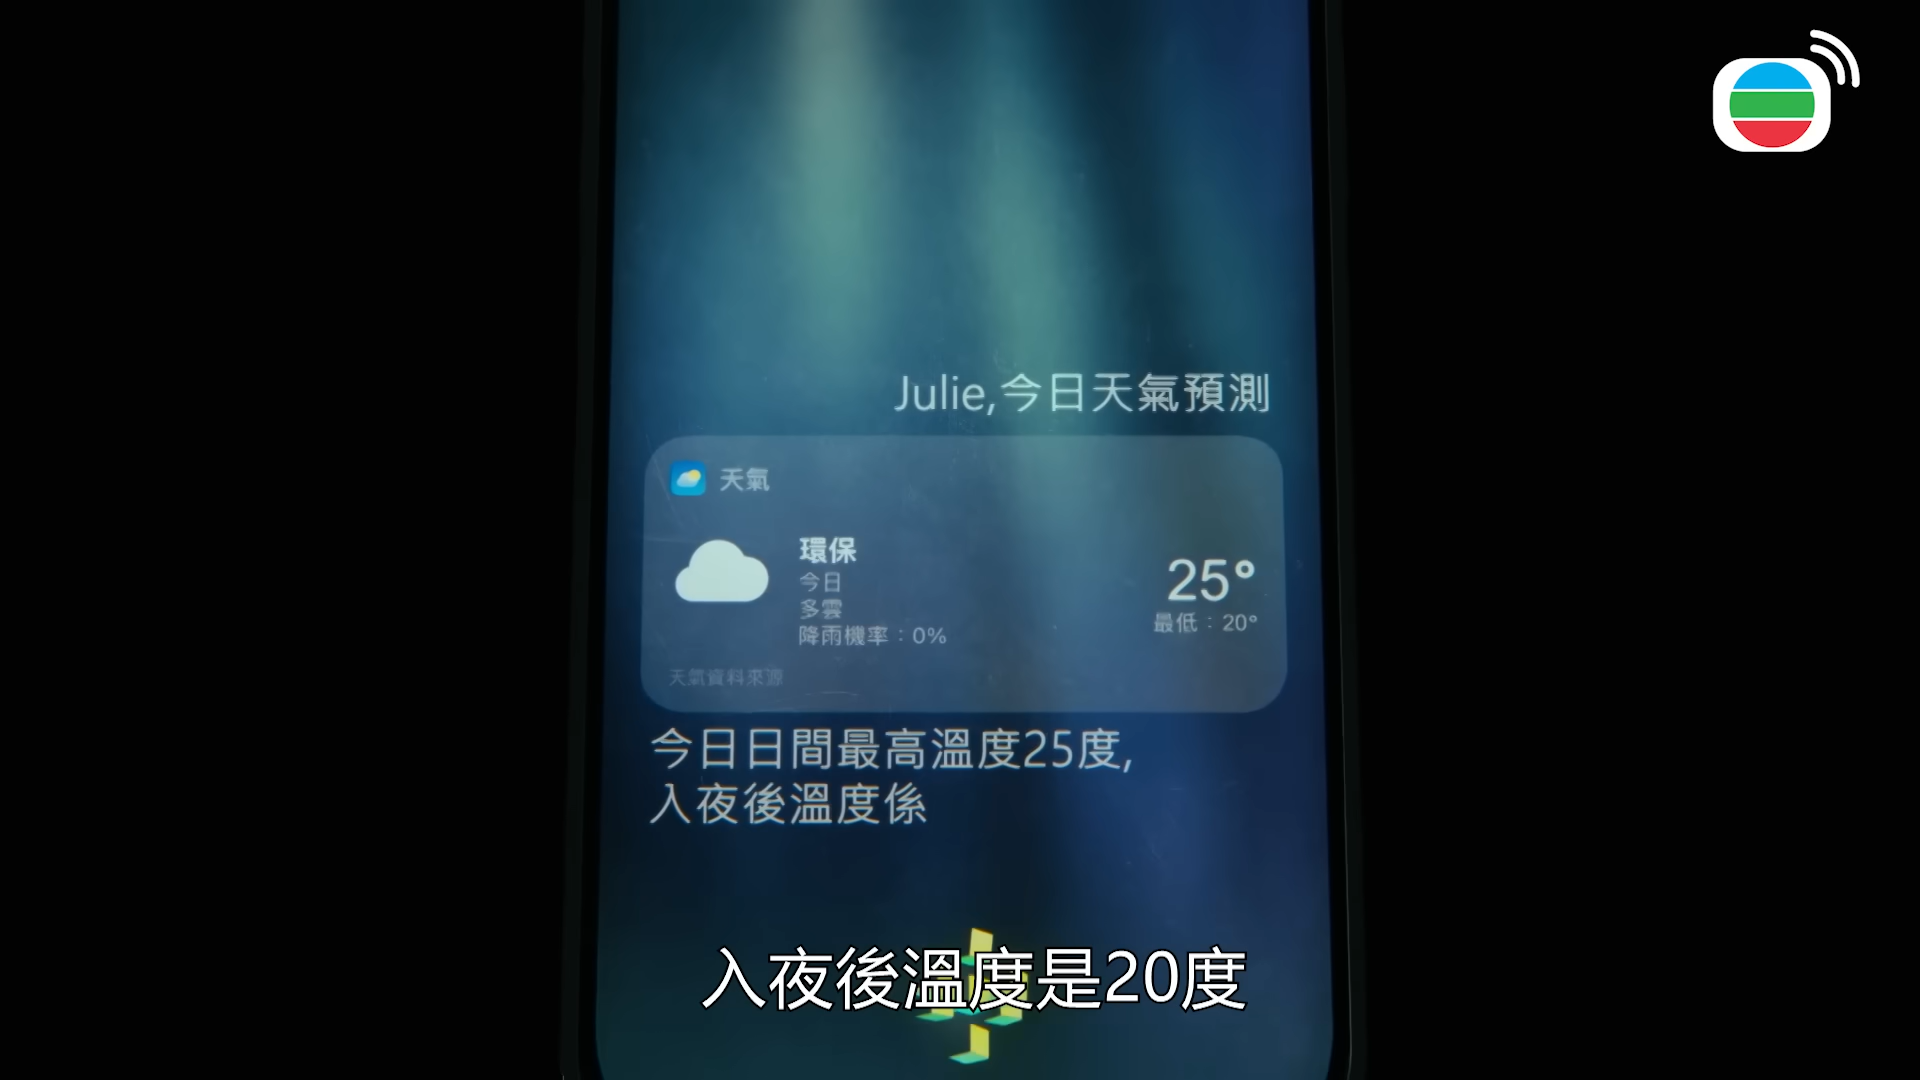 Julie,今日天氣預測
天氣
環保
今日
多雲
降雨機率：0%
25°
最低：20°
天氣資料來源
今日日間最高溫度25度,
入夜後溫度係
入夜後溫度是20度